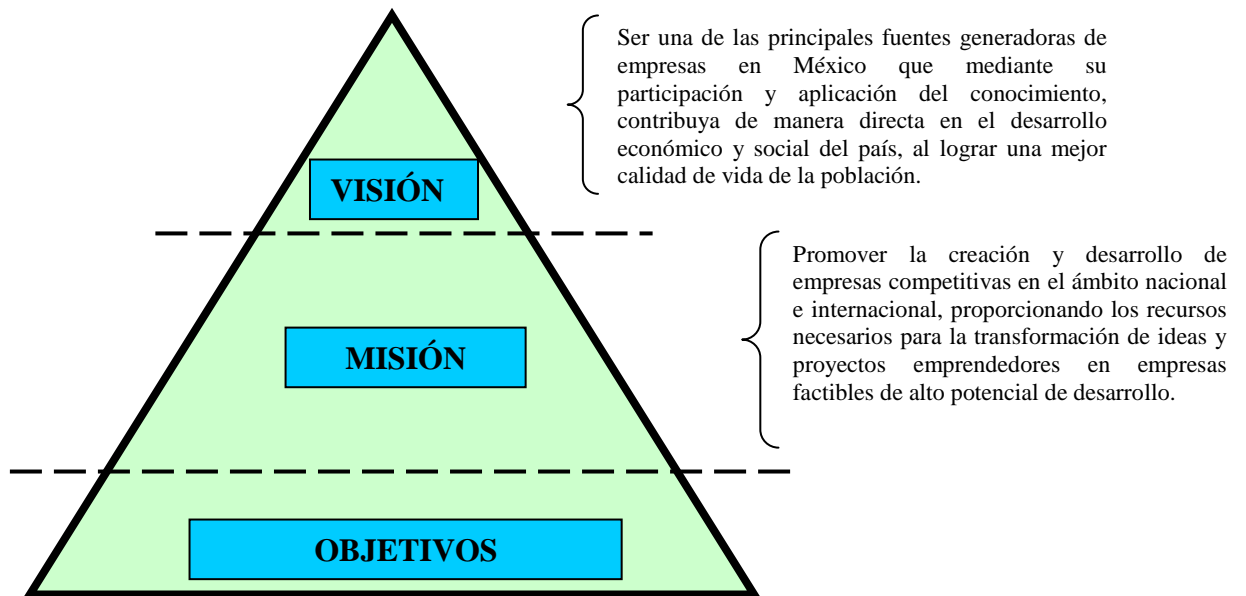 Ser una de las principales fuentes generadoras de
empresas en México que mediante su
participación y aplicación del conocimiento,
contribuya de manera directa en el desarrollo
económico y social del país, al lograr una mejor
calidad de vida de la población.
VISIÓN
Promover la creación y desarrollo de
empresas competitivas en el ámbito nacional
e internacional, proporcionando los recursos
necesarios para la transformación de ideas y
proyectos emprendedores en empresas
factibles de alto potencial de desarrollo.
MISIÓN
OBJETIVOS